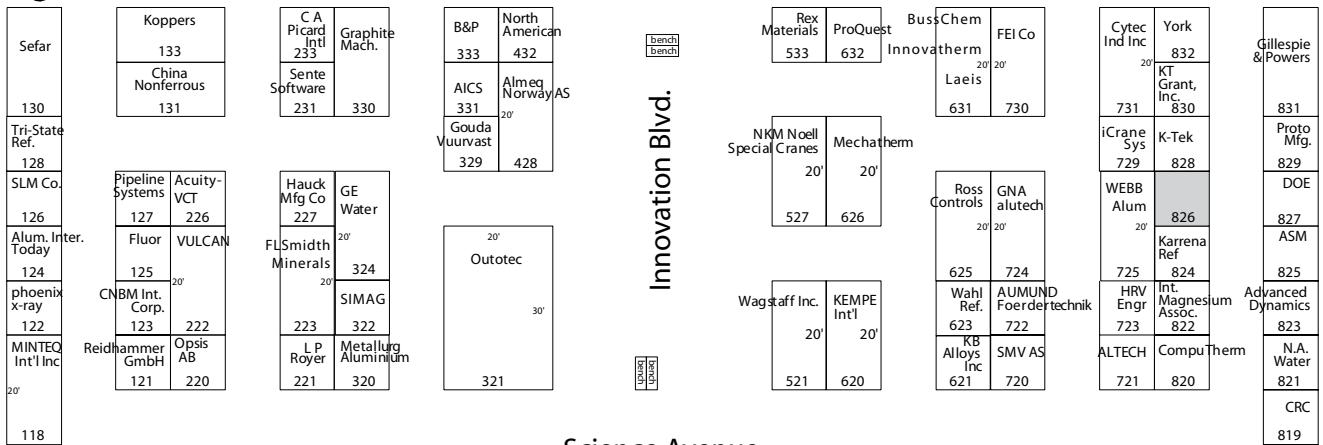 Sefar
130
Tri-State
Ref.
128
SLM Co.
126
Alum. Inter.
Today
124
phoenix
x-ray
122
MINTEQ
Int'l Inc
20'
118
Koppers
133
China
Nonferrous
131
Pipeline
Systems
127
Acuity-
VCT
226
Fluor
125
VULCAN
20'
222
CNBM Int.
Corp.
123
Reidhammer
GmbH
121
Opsis
AB
220
C A
Picard
Intl
233
Graphite
Mach.
330
Sente
Software
231
Hauck
Mfg Co
227
GE
Water
20'
324
FLSmidth
Minerals
20'
223
SIMAG
322
L P
Royer
221
Metallurg
Aluminium
320
B&P
333
North
American
432
AICS
331
Almeq
Norway AS
20'
428
Gouda
Vuurvast
329
20'
Outotec
30'
321
bench
bench
Innovation Blvd.
bench
bench
Rex
Materials
533
ProQuest
632
NKM Noell
Special Cranes
20'
527
Mechatherm
20'
626
Wagstaff Inc.
20'
521
KEMPE
Int'l
20'
620
BussChem
Innovatherm
20'
Laeis
631
FEI Co
20'
730
Ross
Controls
20'
625
GNA
alutech
20'
724
Wahl
Ref.
623
AUMUND
Foerdertechnik
722
KB
Alloys
Inc
621
SMV AS
720
Cytec
Ind Inc
20'
731
York
832
KT
Grant,
Inc.
830
iCrane
Sys
729
K-Tek
828
WEBB
Alum
20'
725
826
Karrena
Ref
824
HRV
Engr
723
Int.
Magnesium
Assoc.
822
ALTECH
721
CompuTherm
820
Gillespie
& Powers
831
Proto
Mfg.
829
DOE
827
ASM
825
Advanced
Dynamics
823
N.A.
Water
821
CRC
819
Science Avenue